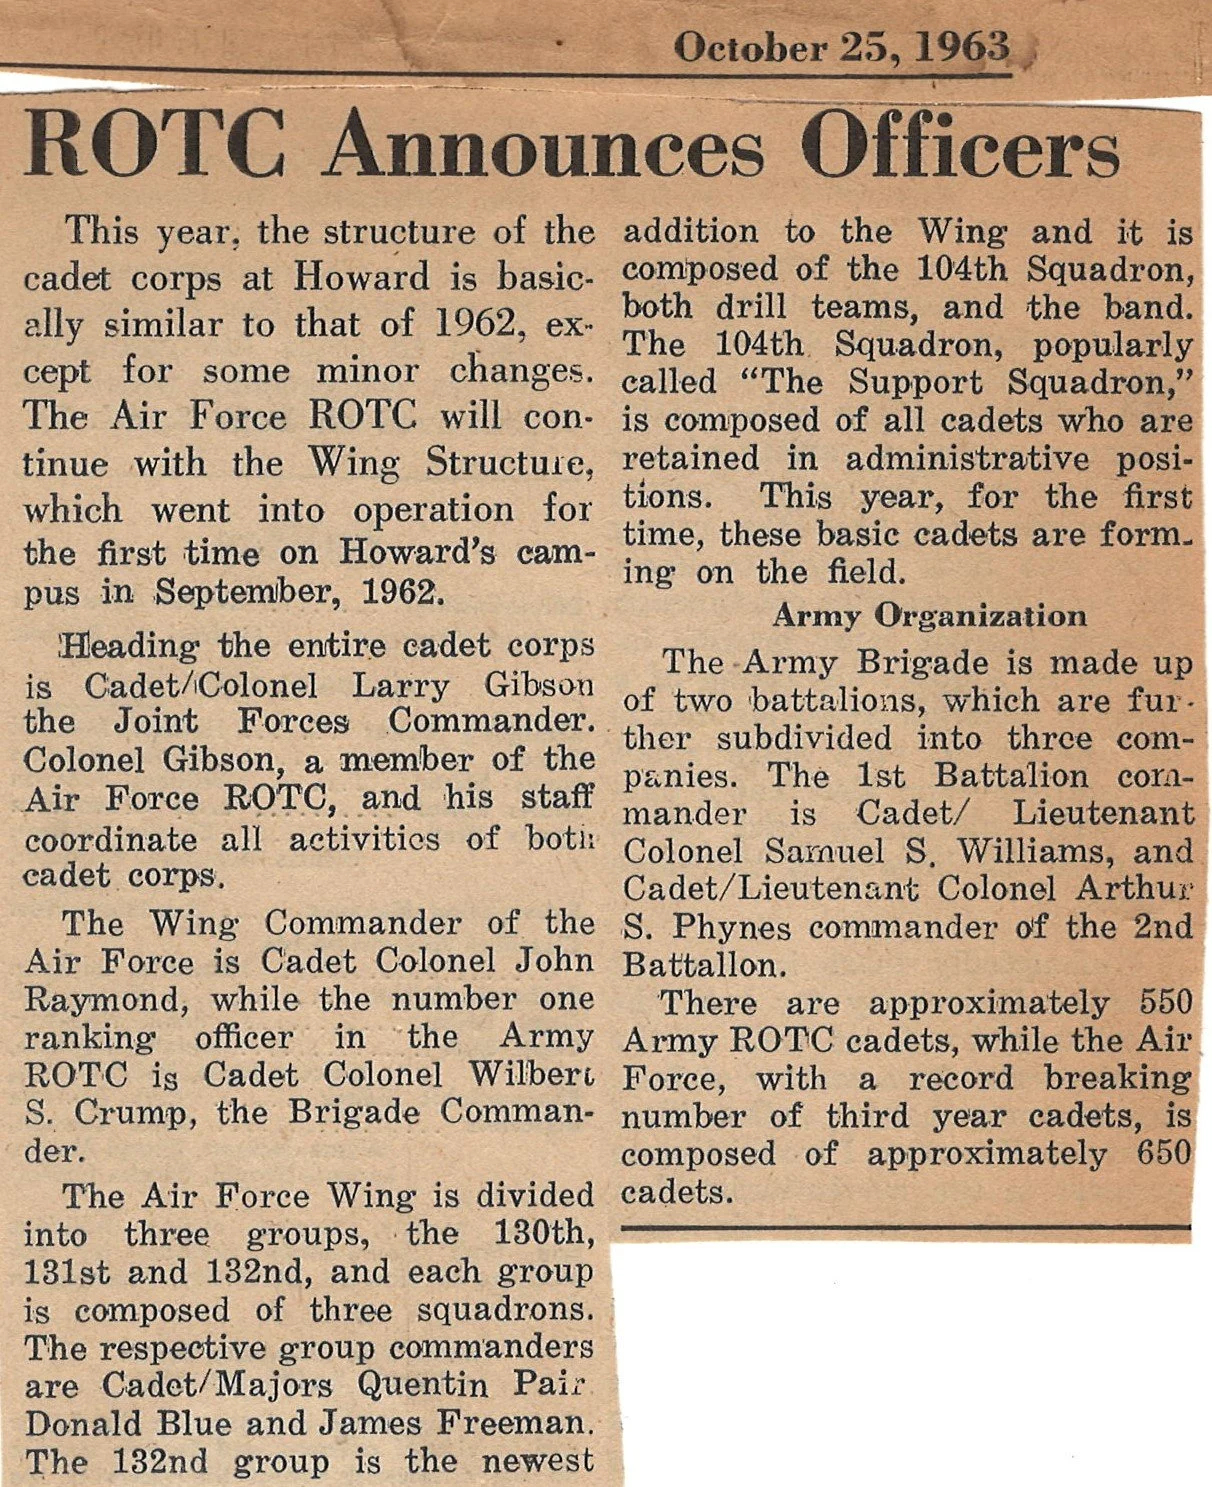 October 25, 1963
ROTC Announces Officers
This year, the structure of the
cadet corps at Howard is basic-
ally similar to that of 1962, ex-
cept for some minor changes.
The Air Force ROTC will con-
tinue with the Wing Structure,
which went into operation for
the first time on Howard's cam-
pus in September, 1962.
Heading the entire cadet corps
is Cadet/Colonel Larry Gibson
the Joint Forces Commander.
Colonel Gibson, a member of the
Air Force ROTC, and his staff
coordinate all activities of both
cadet corps.
The Wing Commander of the
Air Force is Cadet Colonel John
Raymond, while the number one
ranking officer in the Army
ROTC is Cadet Colonel Wilbert
S. Crump, the Brigade Comman-
der.
The Air Force Wing is divided
into three groups, the 130th,
131st and 132nd, and each group
is composed of three squadrons.
The respective group commanders
are Cadet/Majors Quentin Pair
Donald Blue and James Freeman.
The 132nd group is the newest
addition to the Wing and it is
composed of the 104th Squadron,
both drill teams, and the band.
The 104th Squadron, popularly
called "The Support Squadron,"
is composed of all cadets who are
retained in administrative posi-
tions. This year, for the first
time, these basic cadets are form-
ing on the field.
Army Organization
The Army Brigade is made up
of two battalions, which are fur-
ther subdivided into three com-
panies. The 1st Battalion com-
mander is Cadet/ Lieutenant
Colonel Samuel S. Williams, and
Cadet/Lieutenant Colonel Arthur
S. Phynes commander of the 2nd
Battallon.
There are approximately 550
Army ROTC cadets, while the Air
Force, with a record breaking
number of third year cadets, is
composed of approximately 650
cadets.